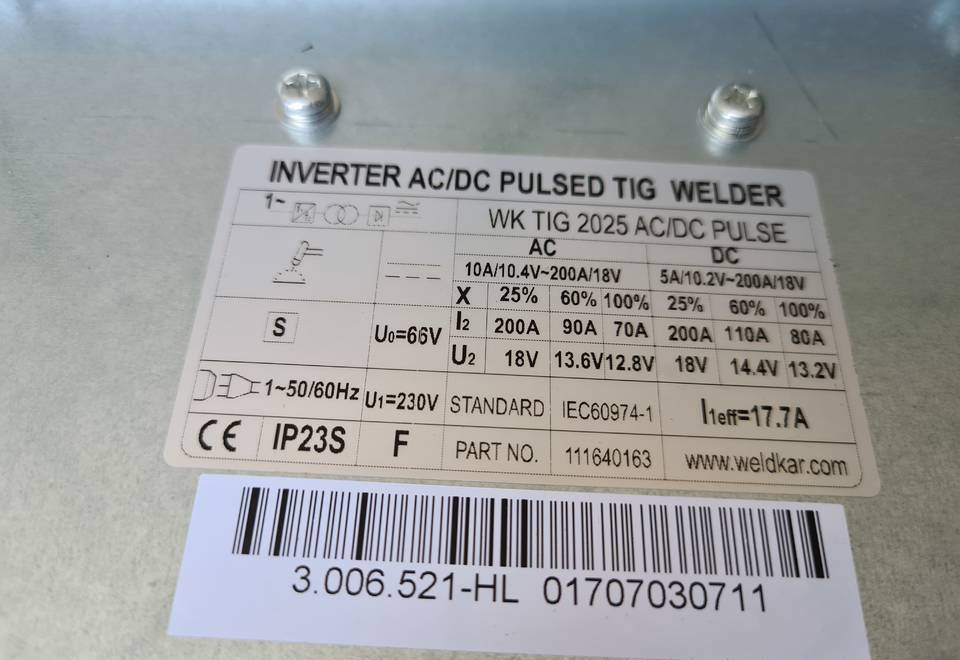 INVERTER AC/DC PULSED TIG WELDER
1~ WK TIG 2025 AC/DC PULSE
AC DC
10A/10.4V~200A/18V 5A/10.2V~200A/18V
X 25% 60% 100% 25% 60% 100%
S U0=66V I2 200A 90A 70A 200A 110A 80A
U2 18V 13.6V 12.8V 18V 14.4V 13.2V
1~50/60Hz U1=230V STANDARD IEC60974-1 I1eff=17.7A
CE IP23S F PART NO. 111640163 www.weldkar.com
3.006.521-HL 01707030711